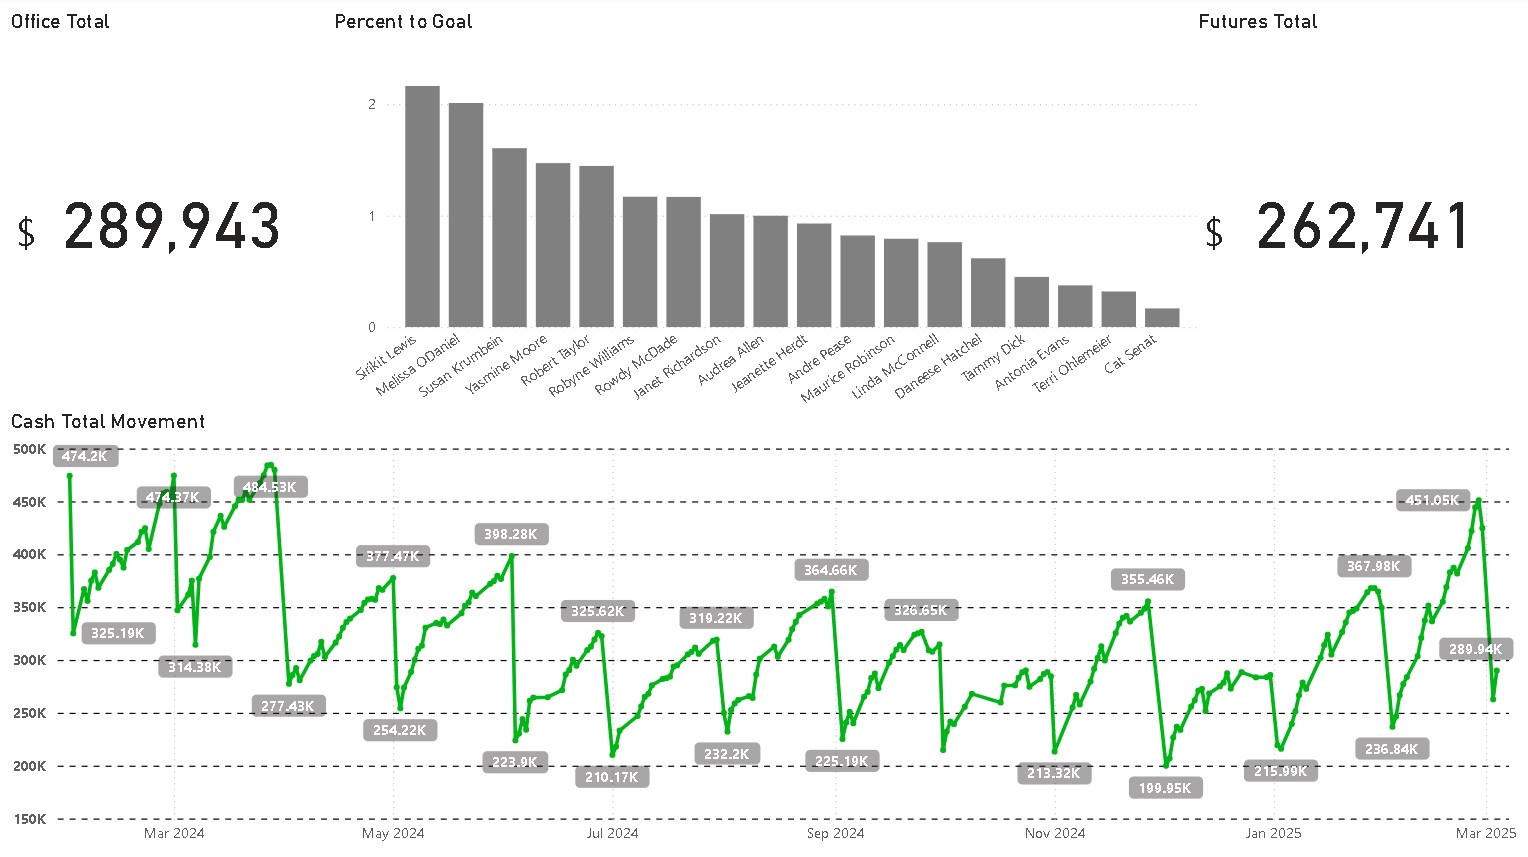 Office Total
Percent to Goal
Futures Total
$ 289,943
2
1
0
Sirikit Lewis
Melissa ODaniel
Susan Krumbein
Yasmine Moore
Robert Taylor
Robyne Williams
Rowdy McDade
Janet Richardson
Audrea Allen
Jeanette Herdt
Andre Pease
Maurice Robinson
Linda McConnell
Daneese Hatchel
Tammy Dick
Antonia Evans
Terri Ohlemeier
Cat Senat
$ 262,741
Cash Total Movement
500K
450K
400K
350K
300K
250K
200K
150K
474.2K
325.19K
474.37K
314.38K
484.53K
277.43K
377.47K
254.22K
398.28K
223.9K
325.62K
210.17K
319.22K
232.2K
364.66K
225.19K
326.65K
213.32K
355.46K
199.95K
215.99K
367.98K
236.84K
451.05K
289.94K
Mar 2024
May 2024
Jul 2024
Sep 2024
Nov 2024
Jan 2025
Mar 2025